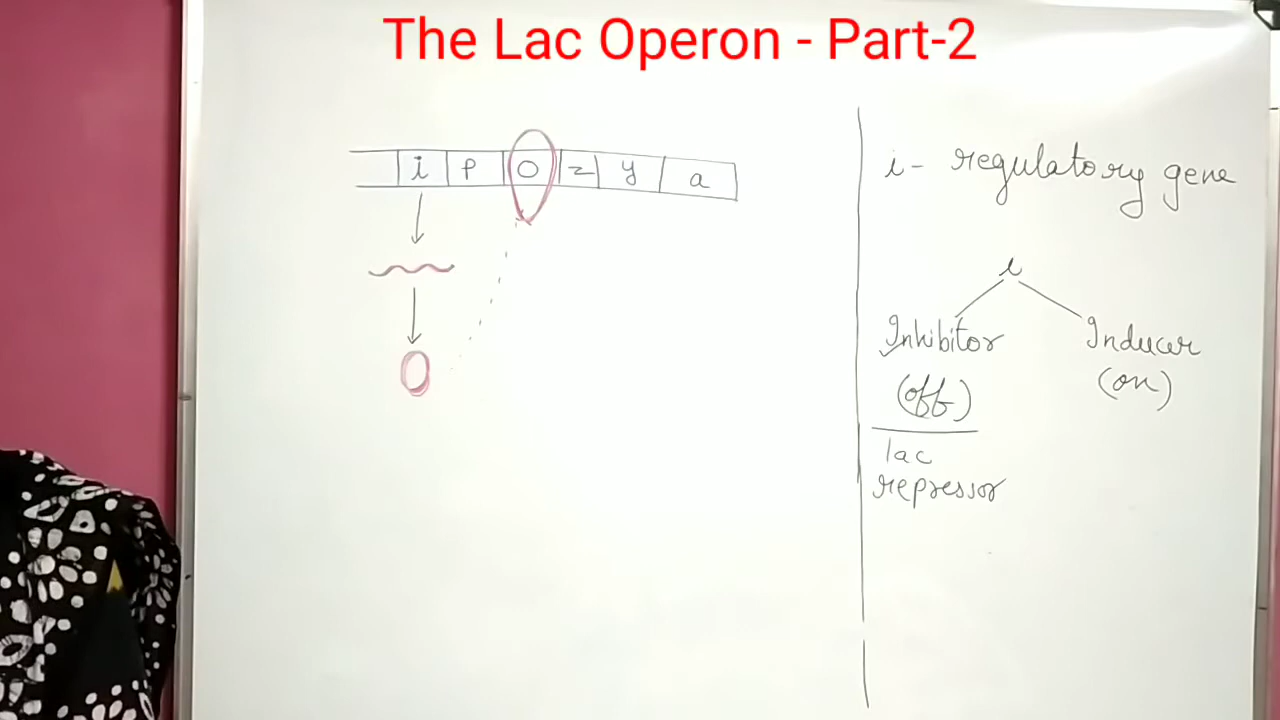 The Lac Operon - Part-2
i P O z y a
i- regulatory gene
i
Inhibitor Inducer
(off) (on)
lac
repressor